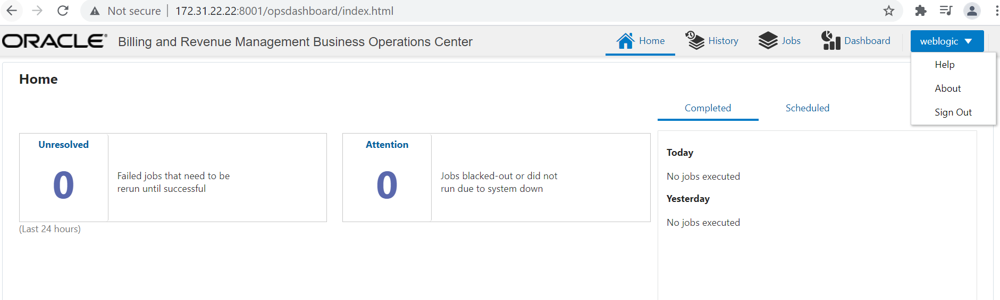 Not secure 172.31.22.22:8001/opsdashboard/index.html
ORACLE® Billing and Revenue Management Business Operations Center
Home
History
Jobs
Dashboard
weblogic
Help
About
Sign Out
Home
Completed
Scheduled
Unresolved
0
Failed jobs that need to be
rerun until successful
(Last 24 hours)
Attention
0
Jobs blacked-out or did not
run due to system down
Today
No jobs executed
Yesterday
No jobs executed